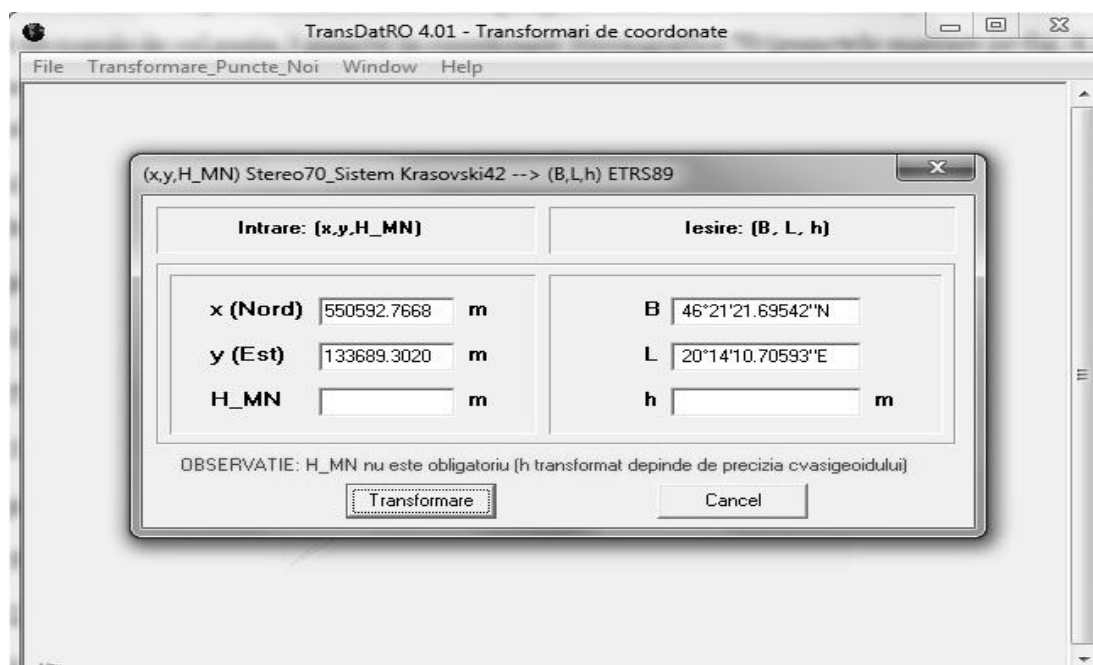 TransDatRO 4.01 - Transformari de coordonate
File Transformare_Puncte_Noi Window Help
(x,y,H_MN) Stereo70_Sistem Krasovski42 --> (B,L,h) ETRS89
Intrare: (x,y,H_MN) Iesire: (B, L, h)
x (Nord) 550592.7668 m B 46°21'21.69542''N
y (Est) 133689.3020 m L 20°14'10.70593''E
H_MN m h m
OBSERVATIE: H_MN nu este obligatoriu (h transformat depinde de precizia cvasigeoidului)
Transformare Cancel